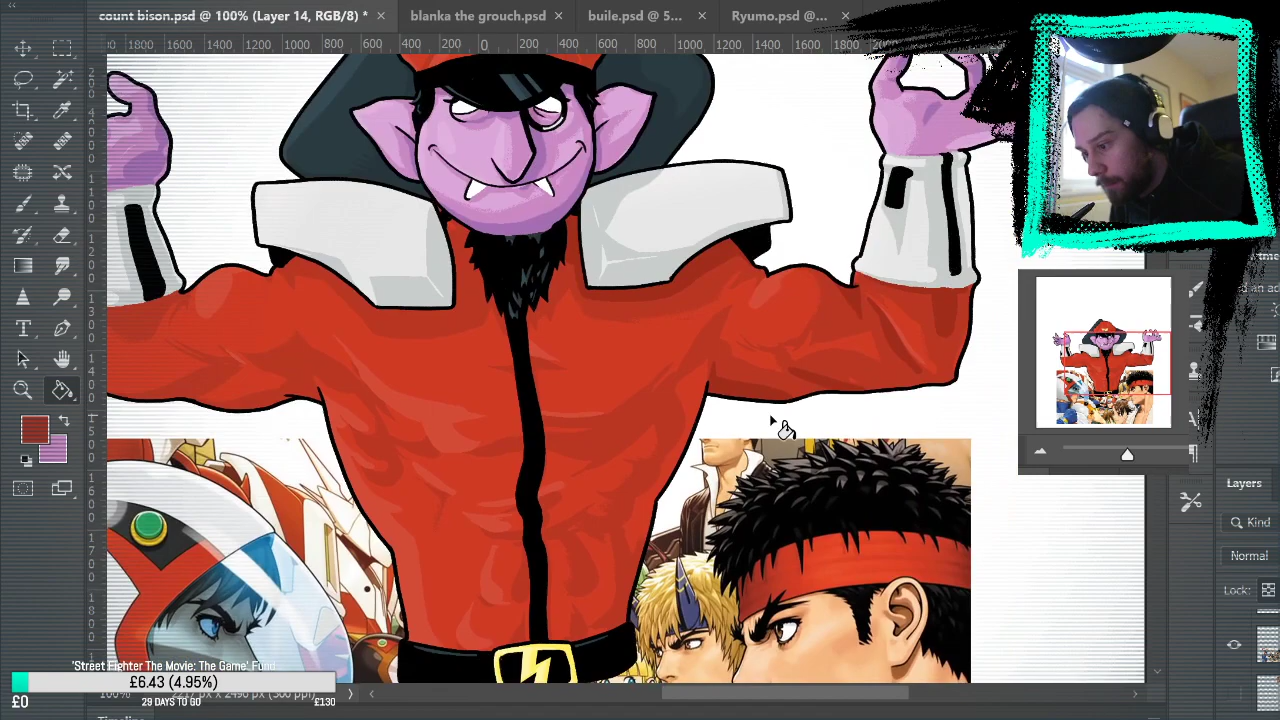 count bison.psd @ 100% (Layer 14, RGB/8) * ×
blanka the grouch.psd ×
buile.psd @ 5... ×
Ryumo.psd @... ×
1800 1600 1400 1200 1000 800 600 400 200 0 200 400 600 800 1000 1200 1400 1600 1800
Layers
Kind
Normal
Lock:
'Street Fighter The Movie: The Game' Fund
£6.43 (4.95%)
£0
29 DAYS TO GO
£130